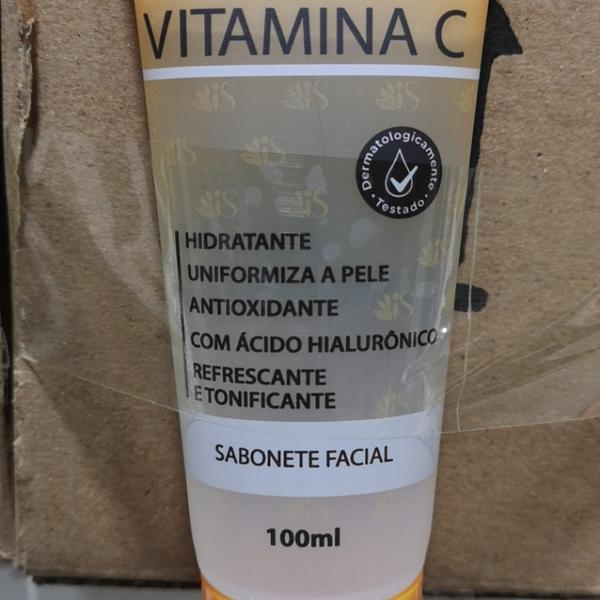 VITAMINA C
Dermatologicamente
Testado
HIDRATANTE
UNIFORMIZA A PELE
ANTIOXIDANTE
COM ÁCIDO HIALURÔNICO
REFRESCANTE
E TONIFICANTE
SABONETE FACIAL
100ml